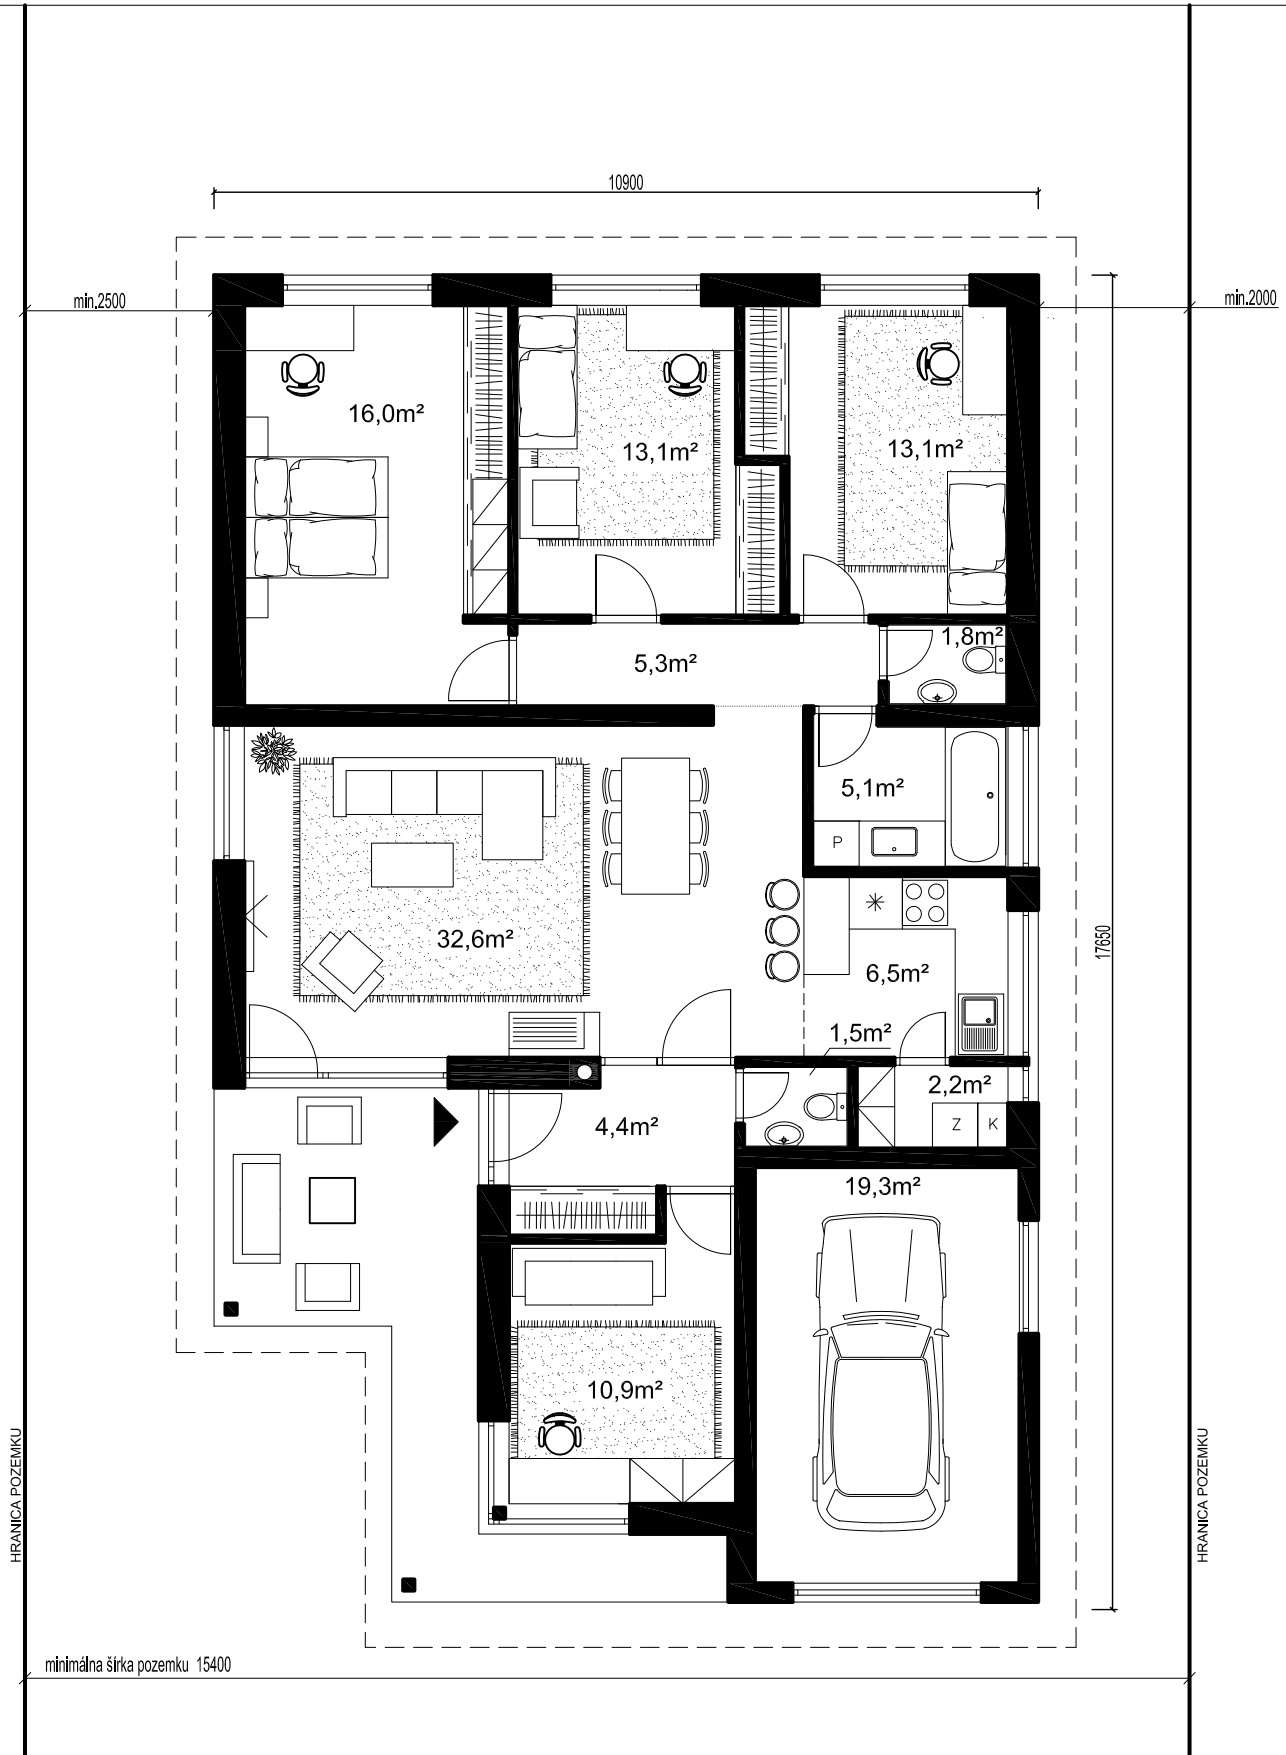 10900
min.2500
min.2000
16,0m²
13,1m²
13,1m²
1,8m²
5,3m²
5,1m²
P
32,6m²
6,5m²
17650
1,5m²
2,2m²
4,4m²
Z
K
19,3m²
10,9m²
HRANICA POZEMKU
HRANICA POZEMKU
minimálna šírka pozemku 15400